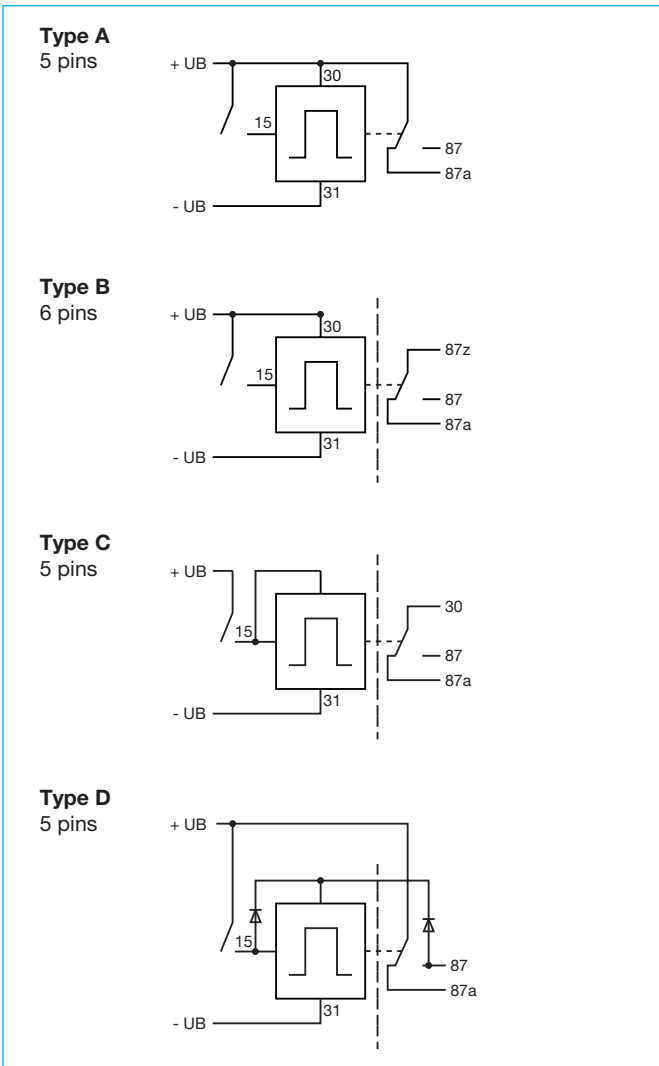 Type A
5 pins
+ UB
30
15
87
87a
31
- UB
Type B
6 pins
+ UB
30
87z
15
87
87a
31
- UB
Type C
5 pins
+ UB
30
15
87
87a
31
- UB
Type D
5 pins
+ UB
15
87
87a
31
- UB